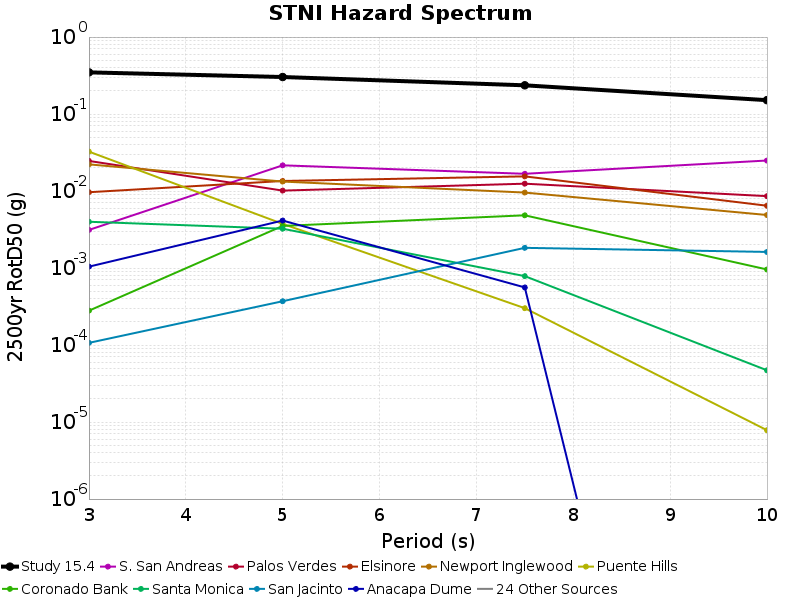 STNI Hazard Spectrum
10^0
10^-1
10^-2
10^-3
10^-4
10^-5
10^-6
2500yr RotD50 (g)
3 4 5 6 7 8 9 10
Period (s)
Study 15.4 S. San Andreas Palos Verdes Elsinore Newport Inglewood Puente Hills
Coronado Bank Santa Monica San Jacinto Anacapa Dume 24 Other Sources